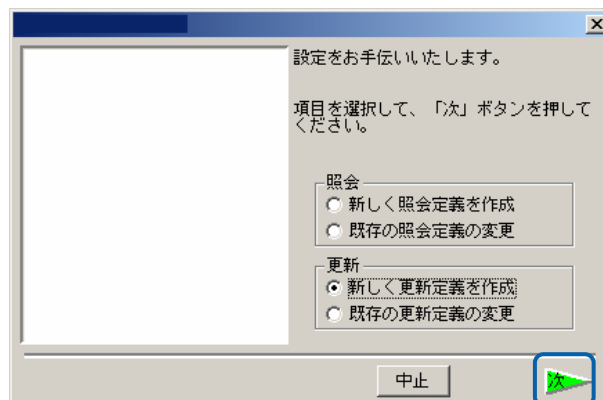 設定をお手伝いいたします。
項目を選択して、「次」ボタンを押して
ください。
照会
新しく照会定義を作成
既存の照会定義の変更
更新
新しく更新定義を作成
既存の更新定義の変更
中止
次